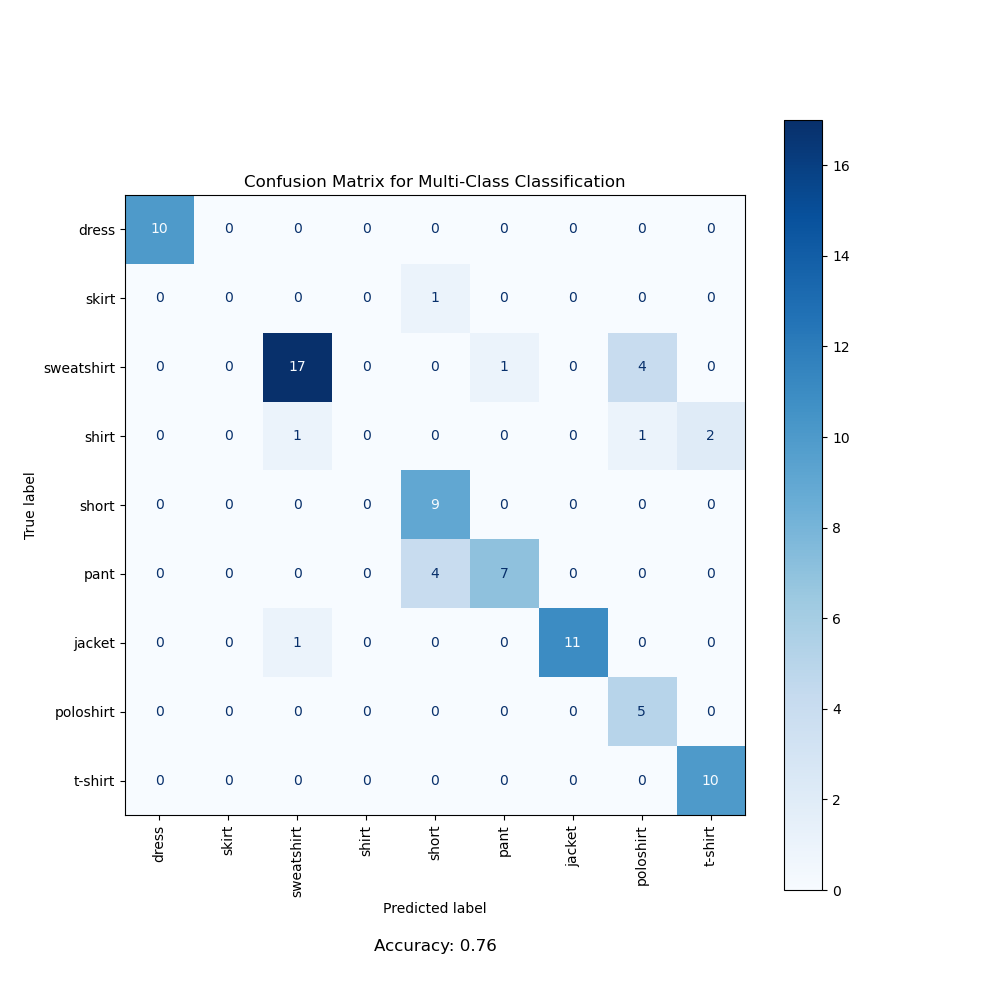 Confusion Matrix for Multi-Class Classification
True label
dress 10 0 0 0 0 0 0 0 0
skirt 0 0 0 0 1 0 0 0 0
sweatshirt 0 0 17 0 0 1 0 4 0
shirt 0 0 1 0 0 0 0 1 2
short 0 0 0 0 9 0 0 0 0
pant 0 0 0 0 4 7 0 0 0
jacket 0 0 1 0 0 0 11 0 0
poloshirt 0 0 0 0 0 0 0 5 0
t-shirt 0 0 0 0 0 0 0 0 10
dress skirt sweatshirt shirt short pant jacket poloshirt t-shirt
Predicted label
Accuracy: 0.76
16
14
12
10
8
6
4
2
0